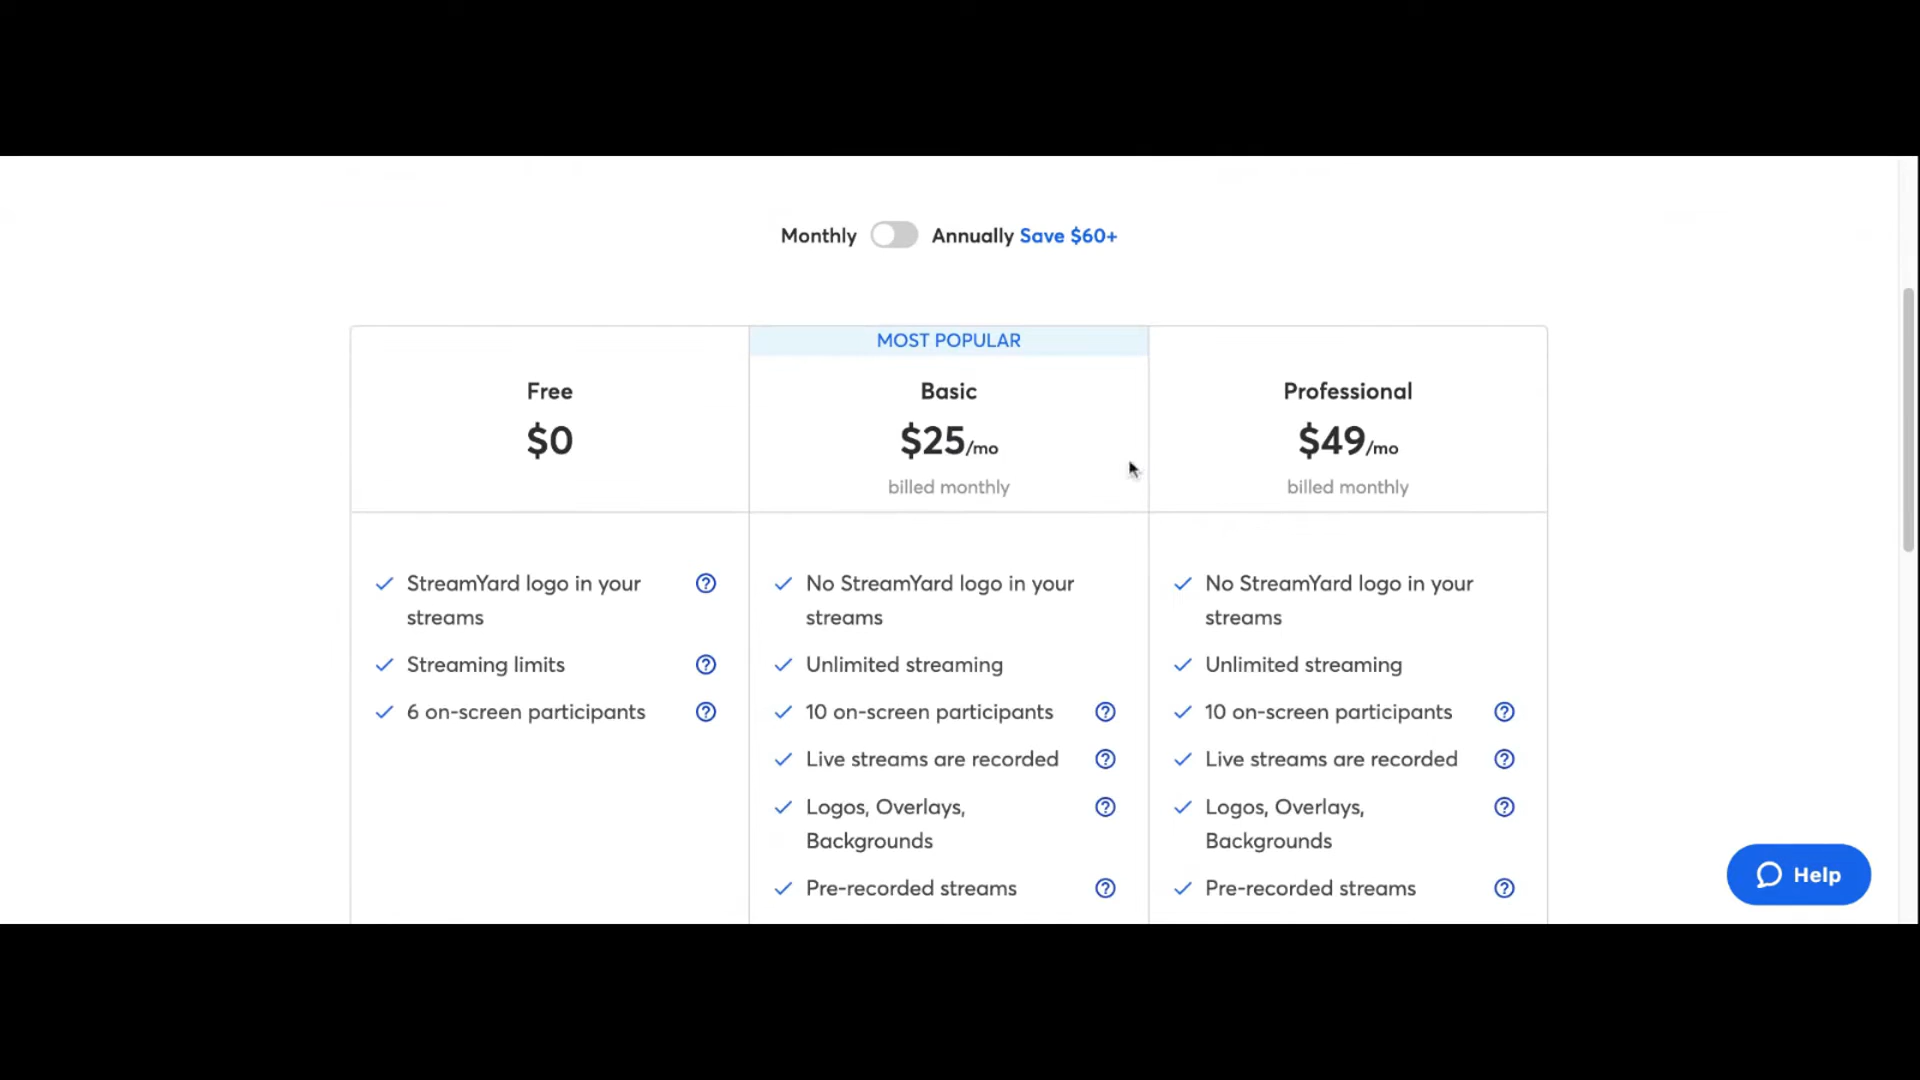 Monthly Annually Save $60+
MOST POPULAR
Free
$0
Basic
$25/mo
billed monthly
Professional
$49/mo
billed monthly
StreamYard logo in your
streams
Streaming limits
6 on-screen participants
No StreamYard logo in your
streams
Unlimited streaming
10 on-screen participants
Live streams are recorded
Logos, Overlays,
Backgrounds
Pre-recorded streams
No StreamYard logo in your
streams
Unlimited streaming
10 on-screen participants
Live streams are recorded
Logos, Overlays,
Backgrounds
Pre-recorded streams
Help